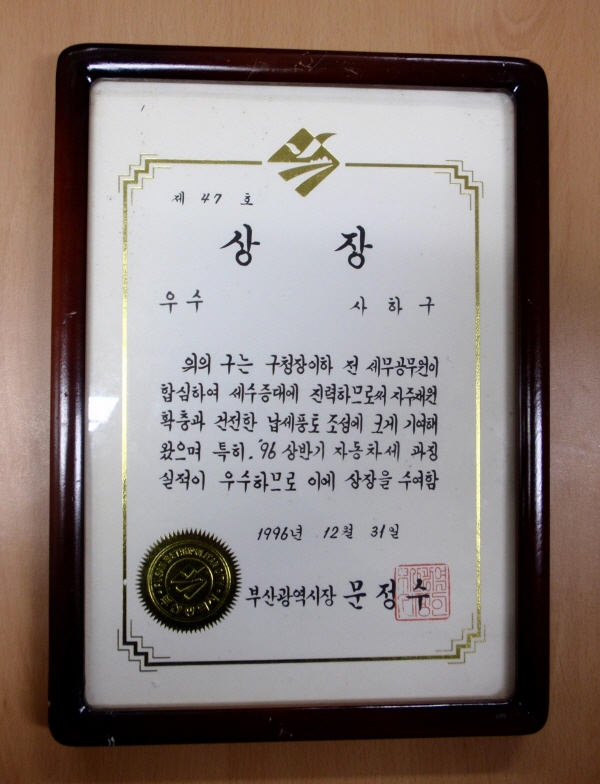 제 47 호
상 장
우수 사하구
의의 구는 구청장이하 전 세무공무원이
합심하여 세수증대에 진력하므로써 자주재원
확충과 건전한 납세풍토 조성에 크게 기여해
왔으며 특히. '96 상반기 자동차세 과징
실적이 우수하므로 이에 상장을 수여함
1996년 12월 31일
부산광역시장 문정수